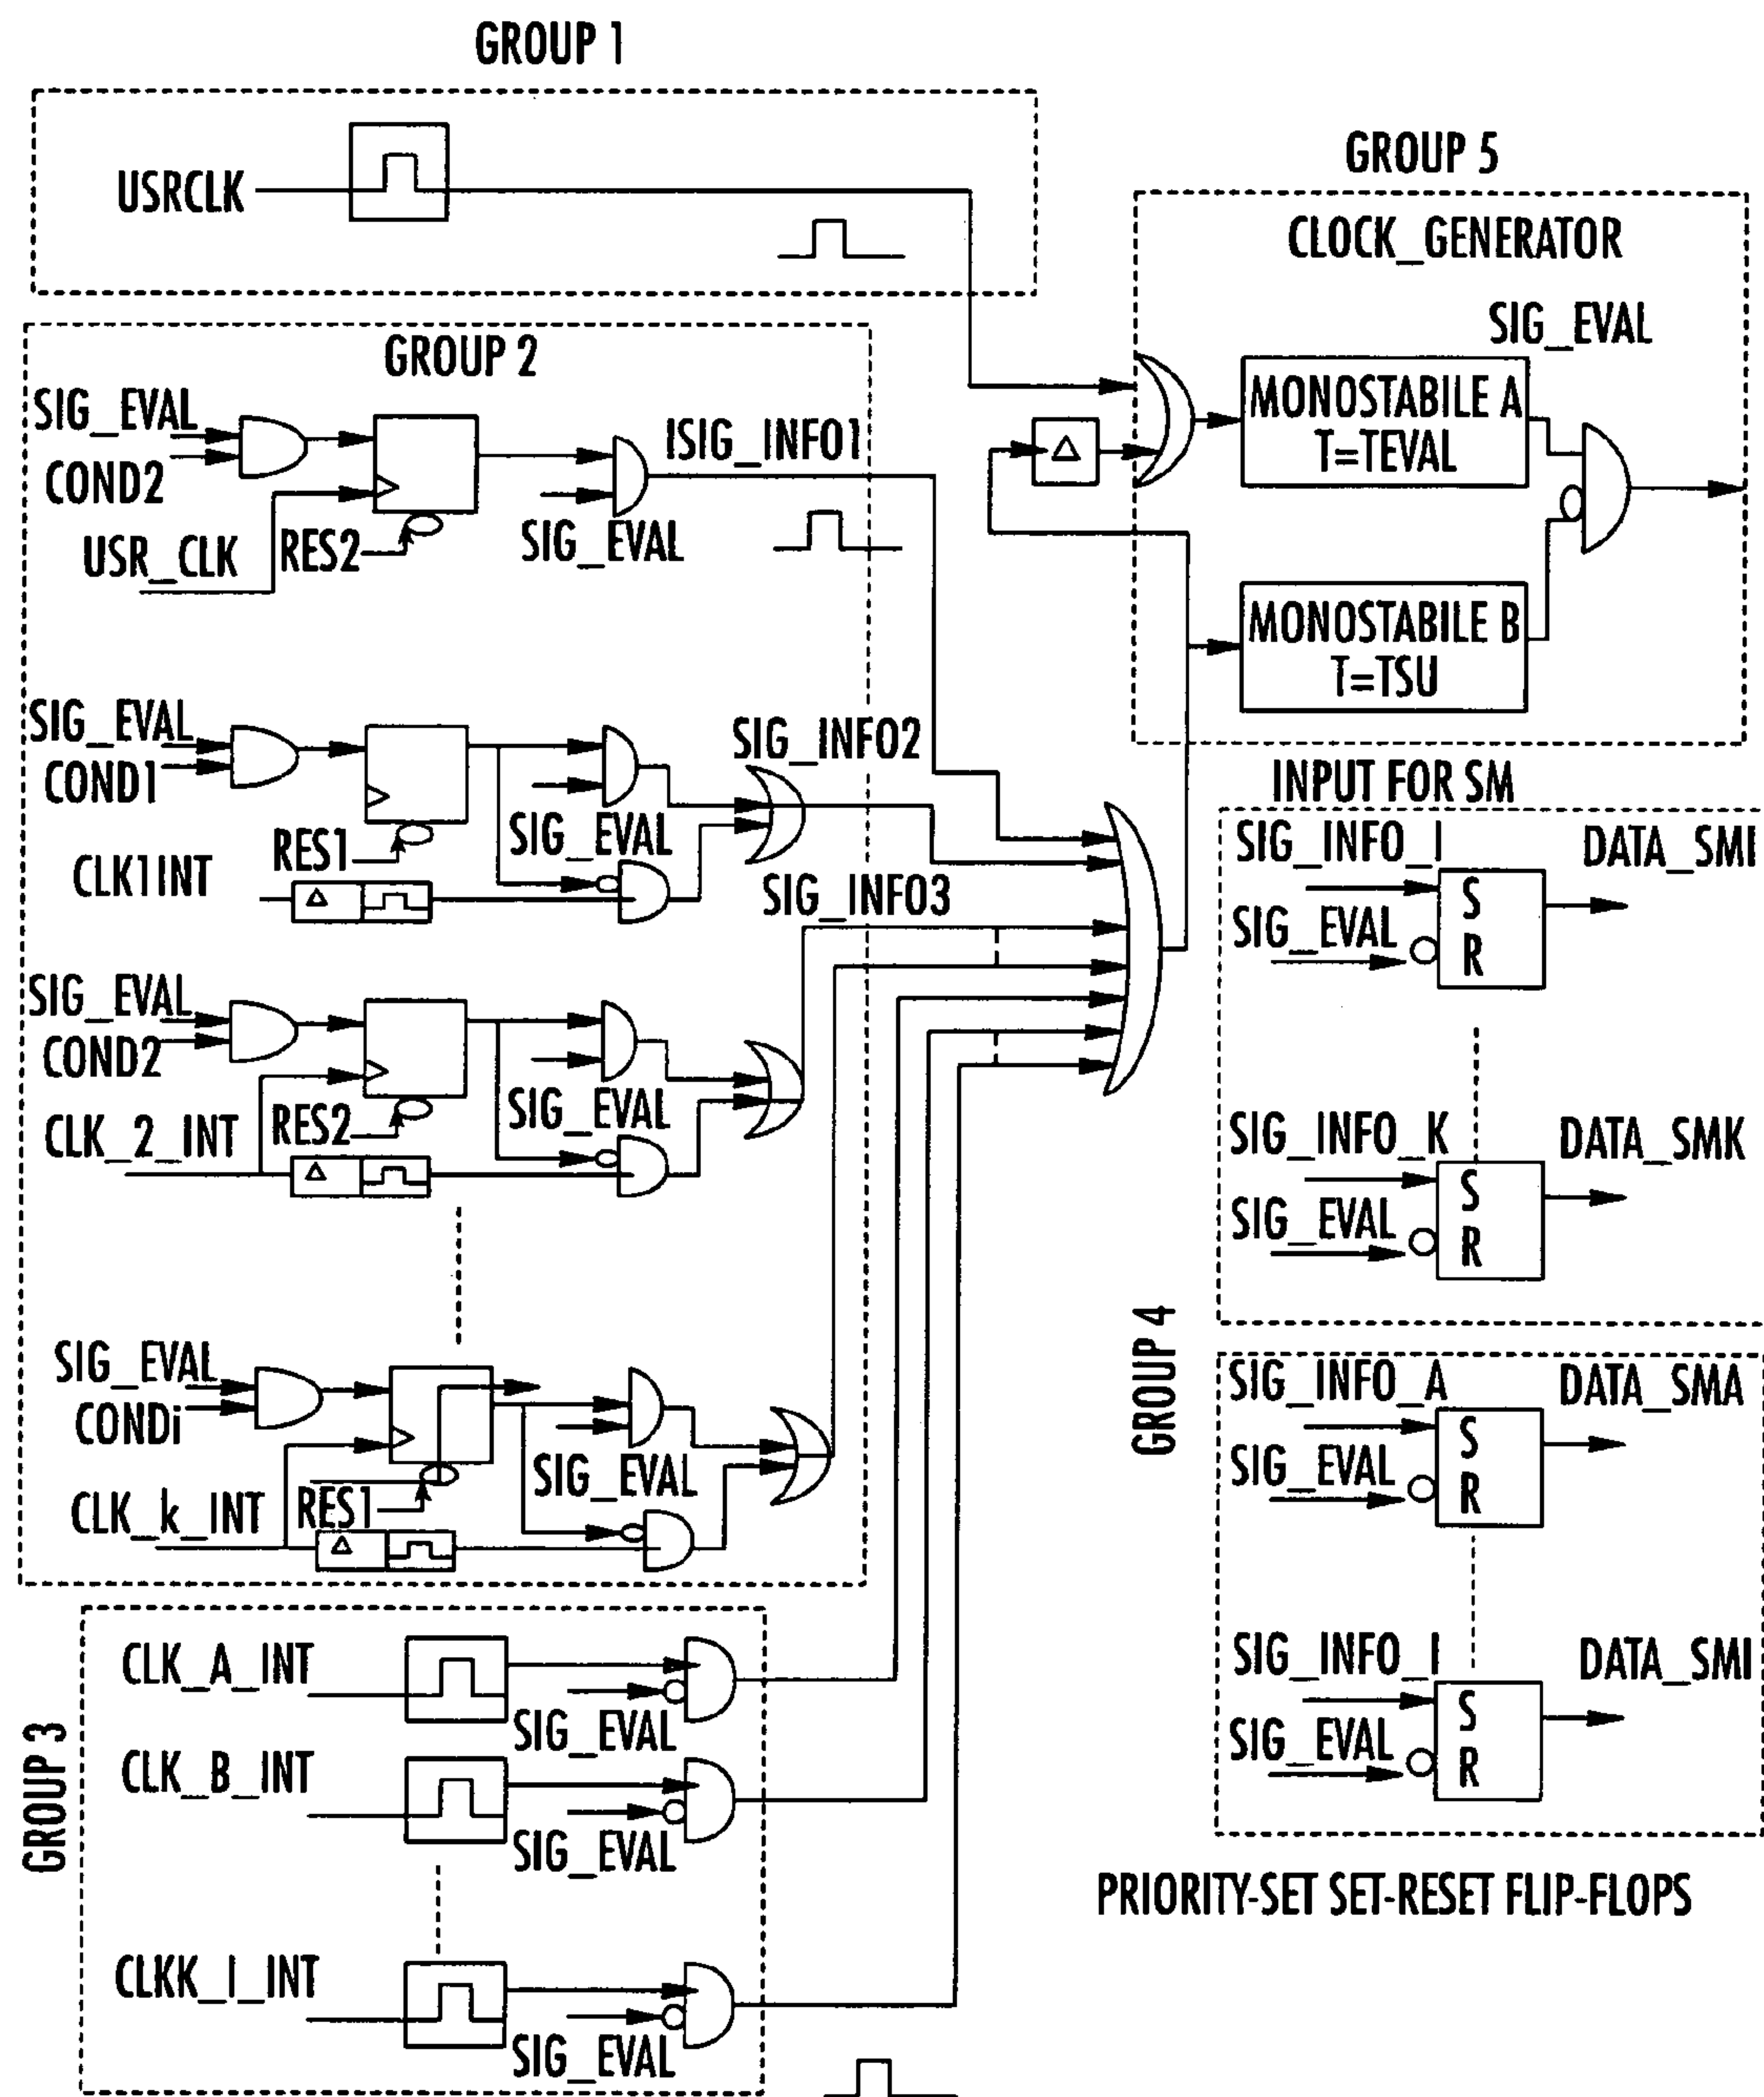 GROUP 1
USRCLK
GROUP 5
CLOCK_GENERATOR
SIG_EVAL
MONOSTABILE A
T=TEVAL
MONOSTABILE B
T=TSU
GROUP 2
SIG_EVAL
COND2
USR_CLK
RES2
SIG_EVAL
ISIG_INFO1
SIG_EVAL
COND1
CLK1INT
RES1
SIG_EVAL
SIG_INFO2
SIG_INFO3
SIG_EVAL
COND2
CLK_2_INT
RES2
SIG_EVAL
SIG_EVAL
CONDi
CLK_k_INT
RES1
SIG_EVAL
GROUP 3
CLK_A_INT
SIG_EVAL
CLK_B_INT
SIG_EVAL
CLKK_I_INT
SIG_EVAL
GROUP 4
INPUT FOR SM
SIG_INFO_I
DATA_SMI
SIG_EVAL
S
R
SIG_INFO_K
DATA_SMK
SIG_EVAL
S
R
SIG_INFO_A
DATA_SMA
SIG_EVAL
S
R
SIG_INFO_I
DATA_SMI
SIG_EVAL
S
R
PRIORITY-SET SET-RESET FLIP-FLOPS